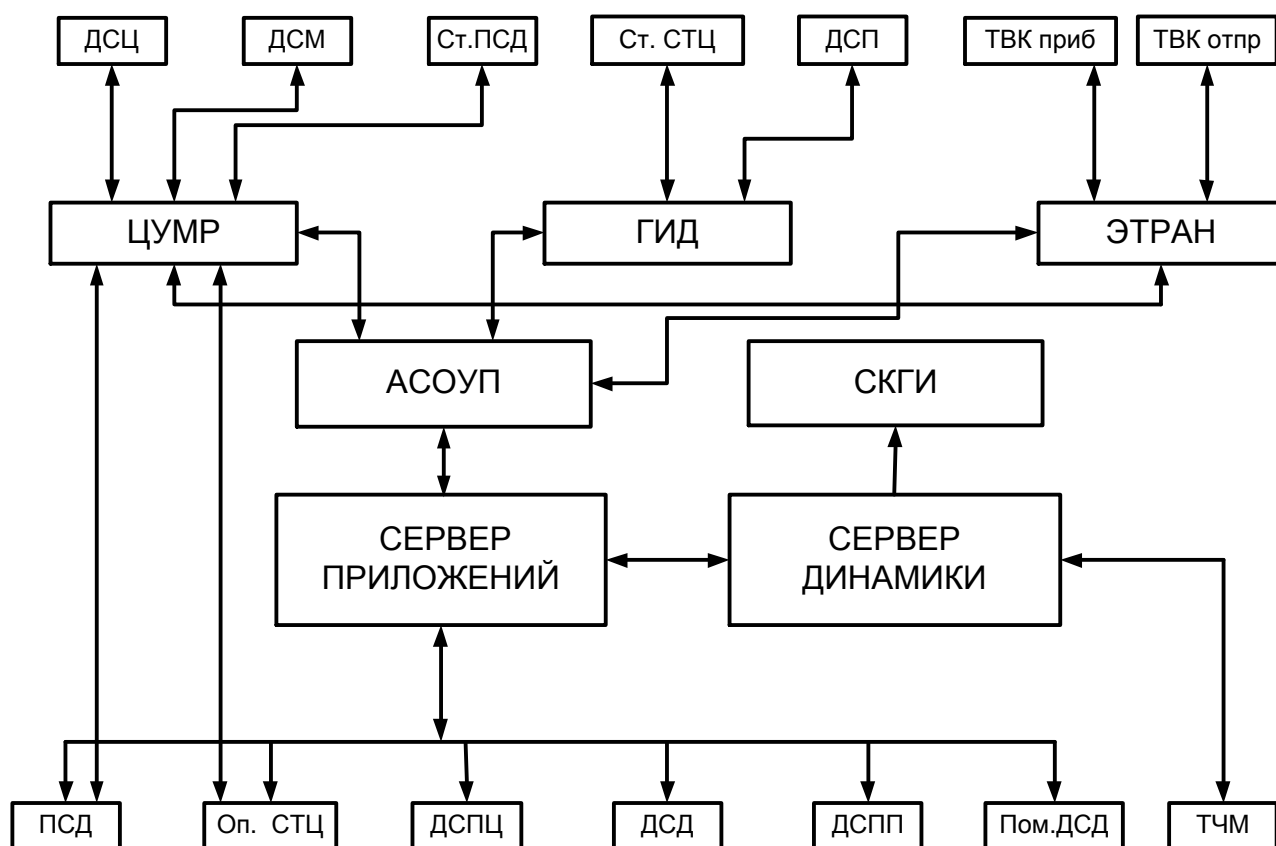 ДСЦ
ДСМ
Ст.ПСД
Ст. СТЦ
ДСП
ТВК приб
ТВК отпр
ЦУМР
ГИД
ЭТРАН
АСОУП
СКГИ
СЕРВЕР
ПРИЛОЖЕНИЙ
СЕРВЕР
ДИНАМИКИ
ПСД
Оп. СТЦ
ДСПЦ
ДСД
ДСПП
Пом.ДСД
ТЧМ